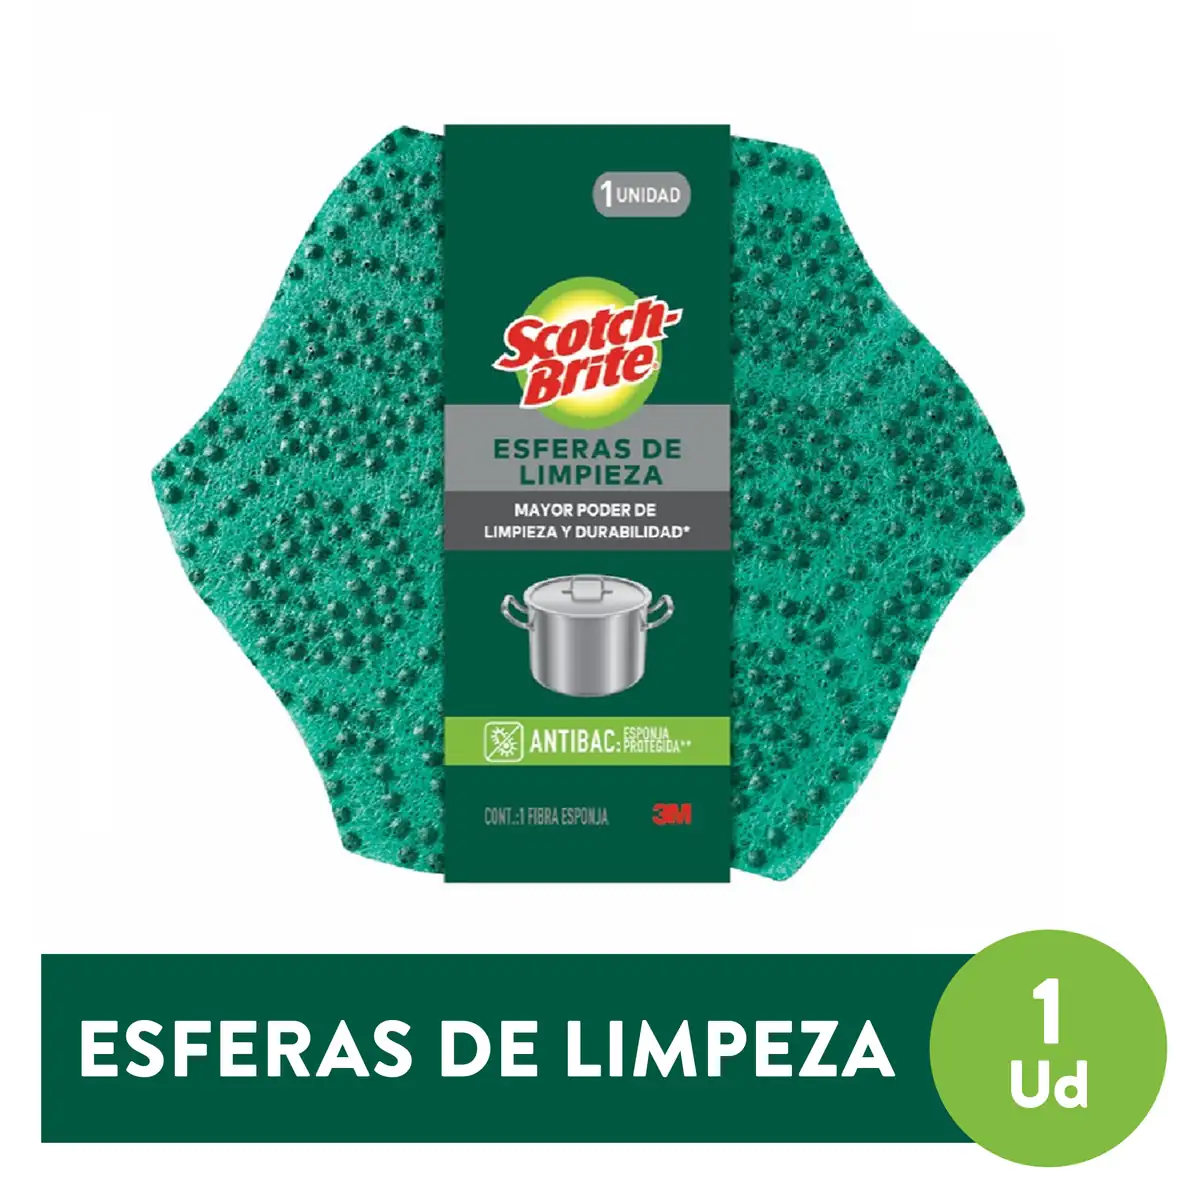 1 UNIDAD
Scotch-
Brite
ESFERAS DE
LIMPIEZA
MAYOR PODER DE
LIMPIEZA Y DURABILIDAD*
ANTIBAC: ESPONJA
PROTEGIDA**
CONT.:1 FIBRA ESPONJA
3M
ESFERAS DE LIMPEZA
1
Ud